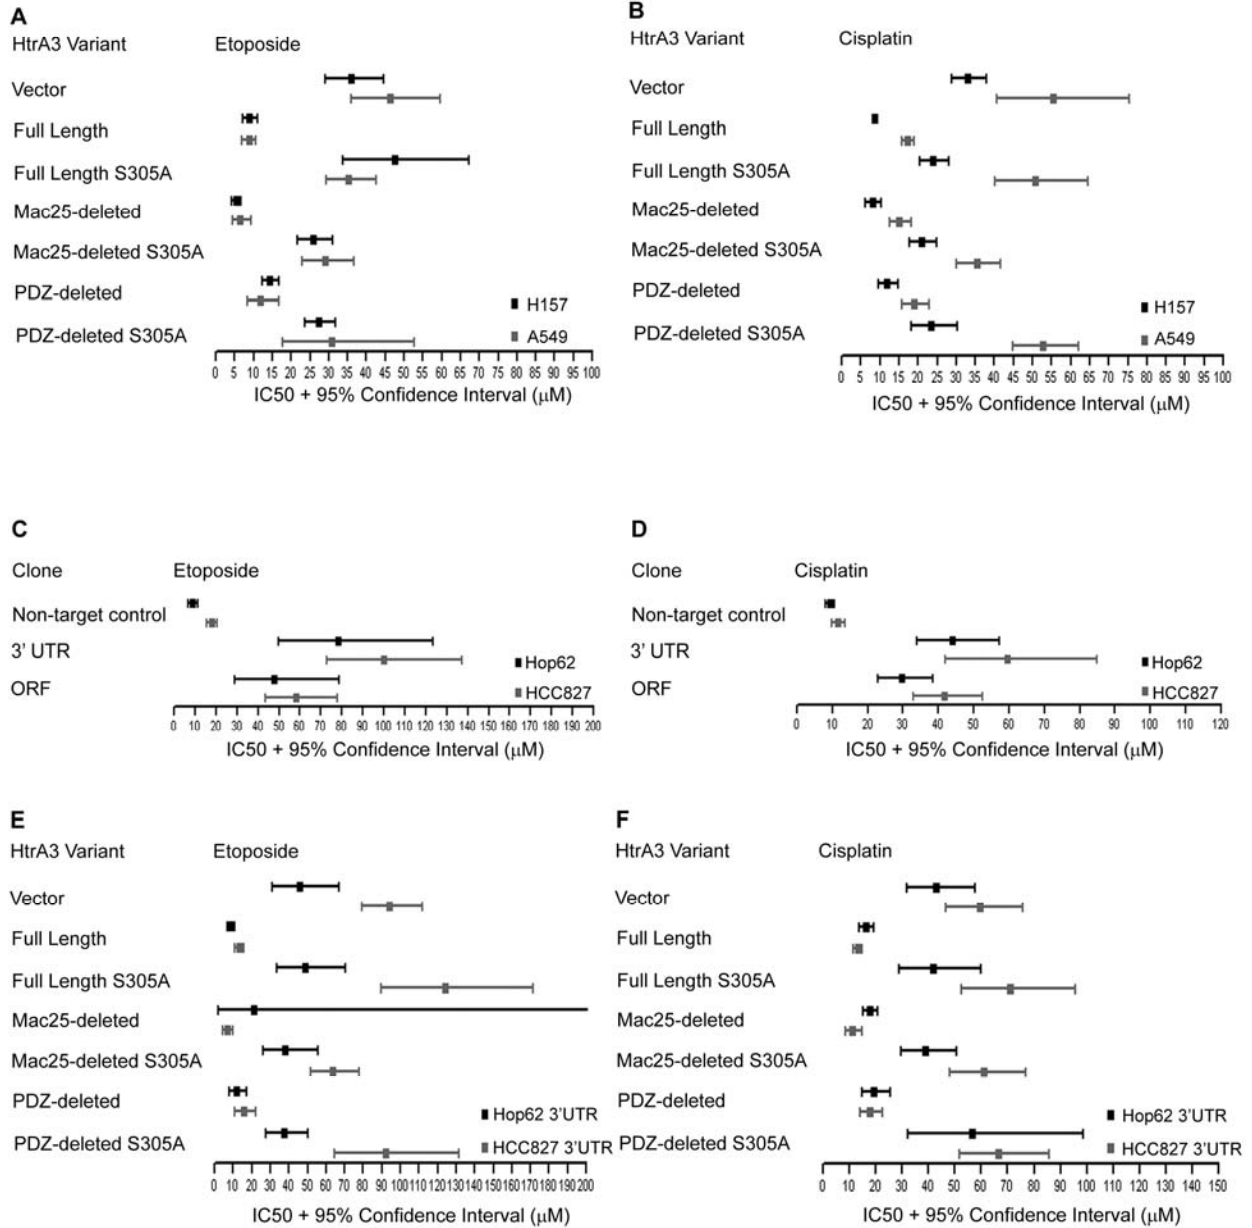 A
HtrA3 Variant Etoposide
Vector
Full Length
Full Length S305A
Mac25-deleted
Mac25-deleted S305A
PDZ-deleted
PDZ-deleted S305A
H157
A549
0 5 10 15 20 25 30 35 40 45 50 55 60 65 70 75 80 85 90 95 100
IC50 + 95% Confidence Interval (μM)
B
HtrA3 Variant Cisplatin
Vector
Full Length
Full Length S305A
Mac25-deleted
Mac25-deleted S305A
PDZ-deleted
PDZ-deleted S305A
H157
A549
0 5 10 15 20 25 30 35 40 45 50 55 60 65 70 75 80 85 90 95 100
IC50 + 95% Confidence Interval (μM)
C
Clone Etoposide
Non-target control
3' UTR
ORF
Hop62
HCC827
0 10 20 30 40 50 60 70 80 90 100 110 120 130 140 150 160 170 180 190 200
IC50 + 95% Confidence Interval (μM)
D
Clone Cisplatin
Non-target control
3' UTR
ORF
Hop62
HCC827
0 10 20 30 40 50 60 70 80 90 100 110 120
IC50 + 95% Confidence Interval (μM)
E
HtrA3 Variant Etoposide
Vector
Full Length
Full Length S305A
Mac25-deleted
Mac25-deleted S305A
PDZ-deleted
PDZ-deleted S305A
Hop62 3'UTR
HCC827 3'UTR
0 10 20 30 40 50 60 70 80 90 100 110 120 130 140 150 160 170 180 190 200
IC50 + 95% Confidence Interval (μM)
F
HtrA3 Variant Cisplatin
Vector
Full Length
Full Length S305A
Mac25-deleted
Mac25-deleted S305A
PDZ-deleted
PDZ-deleted S305A
Hop62 3'UTR
HCC827 3'UTR
0 10 20 30 40 50 60 70 80 90 100 110 120 130 140 150
IC50 + 95% Confidence Interval (μM)